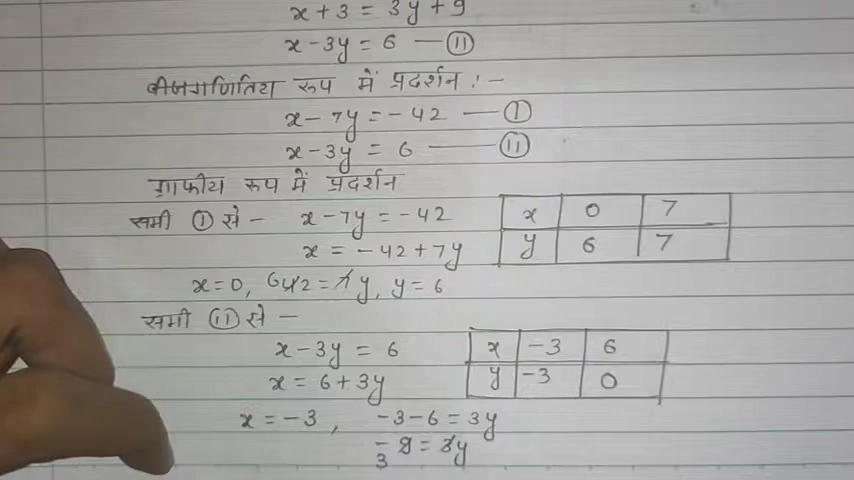 x + 3 = 3y + 9
x - 3y = 6 — (II)
बीजगणितिय रूप में प्रदर्शन :-
x - 7y = -42 — (I)
x - 3y = 6 — (II)
ग्राफीय रूप में प्रदर्शन
समी (I) से - x - 7y = -42
x = -42 + 7y
x | 0 | 7
y | 6 | 7
x = 0, 6 42 = 7y, y = 6
समी (II) से -
x - 3y = 6
x = 6 + 3y
x | -3 | 6
y | -3 | 0
x = -3, -3 - 6 = 3y
-9 = 3y
3